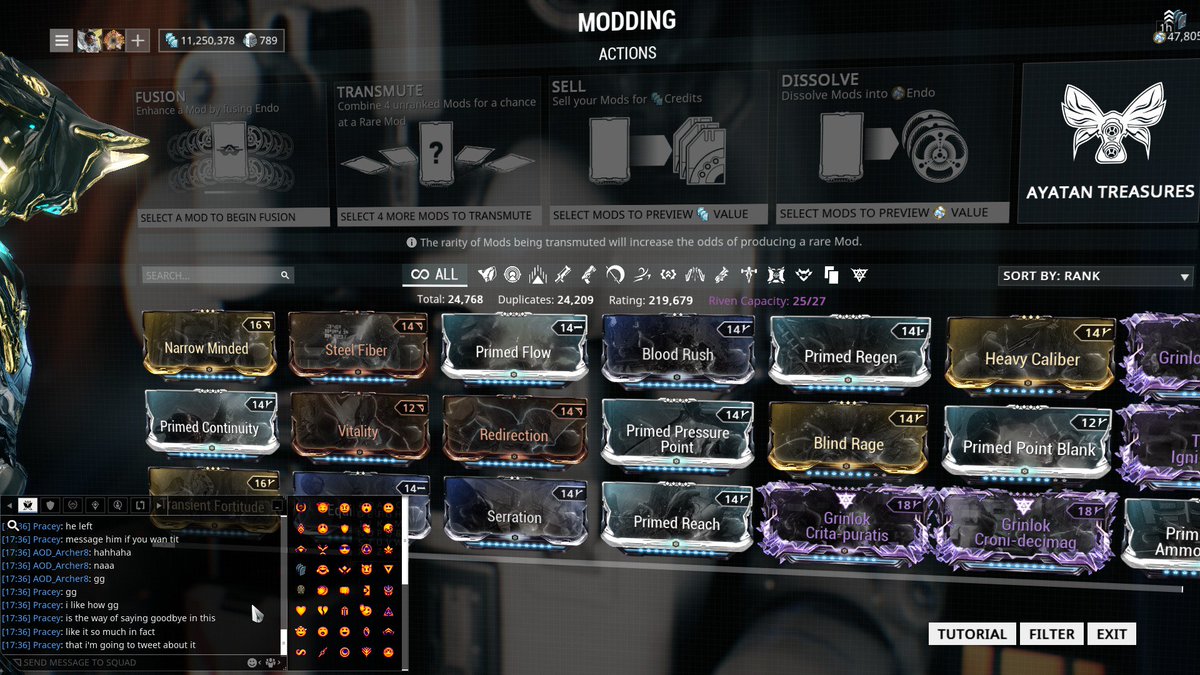 MODDING
ACTIONS
11,250,378 789
1h
47,805
FUSION
Enhance a Mod by fusing Endo
SELECT A MOD TO BEGIN FUSION
TRANSMUTE
Combine 4 unranked Mods for a chance
at a Rare Mod
?
SELECT 4 MORE MODS TO TRANSMUTE
SELL
Sell your Mods for Credits
SELECT MODS TO PREVIEW VALUE
DISSOLVE
Dissolve Mods into Endo
SELECT MODS TO PREVIEW VALUE
AYATAN TREASURES
The rarity of Mods being transmuted will increase the odds of producing a rare Mod.
SEARCH...
ALL
SORT BY: RANK
Total: 24,768 Duplicates: 24,209 Rating: 219,679 Riven Capacity: 25/27
16
Narrow Minded
14
Steel Fiber
14
Primed Flow
14
Blood Rush
14
Primed Regen
14
Heavy Caliber
Grinlo
14
Primed Continuity
12
Vitality
14
Redirection
14
Primed Pressure
Point
14
Blind Rage
12
Primed Point Blank
Igni
16
Transient Fortitude
14
14
Serration
14
Primed Reach
18
Grinlok
Crita-puratis
18
Grinlok
Croni-decimag
Prim
Ammo
36] Pracey: he left
[17:36] Pracey: message him if you wan tit
[17:36] AOD_Archer8: hahhaha
[17:36] AOD_Archer8: naaa
[17:36] AOD_Archer8: gg
[17:36] Pracey: gg
[17:36] Pracey: i like how gg
[17:36] Pracey: is the way of saying goodbye in this
[17:36] Pracey: like it so much in fact
[17:36] Pracey: that i'm going to tweet about it
SEND MESSAGE TO SQUAD
TUTORIAL FILTER EXIT